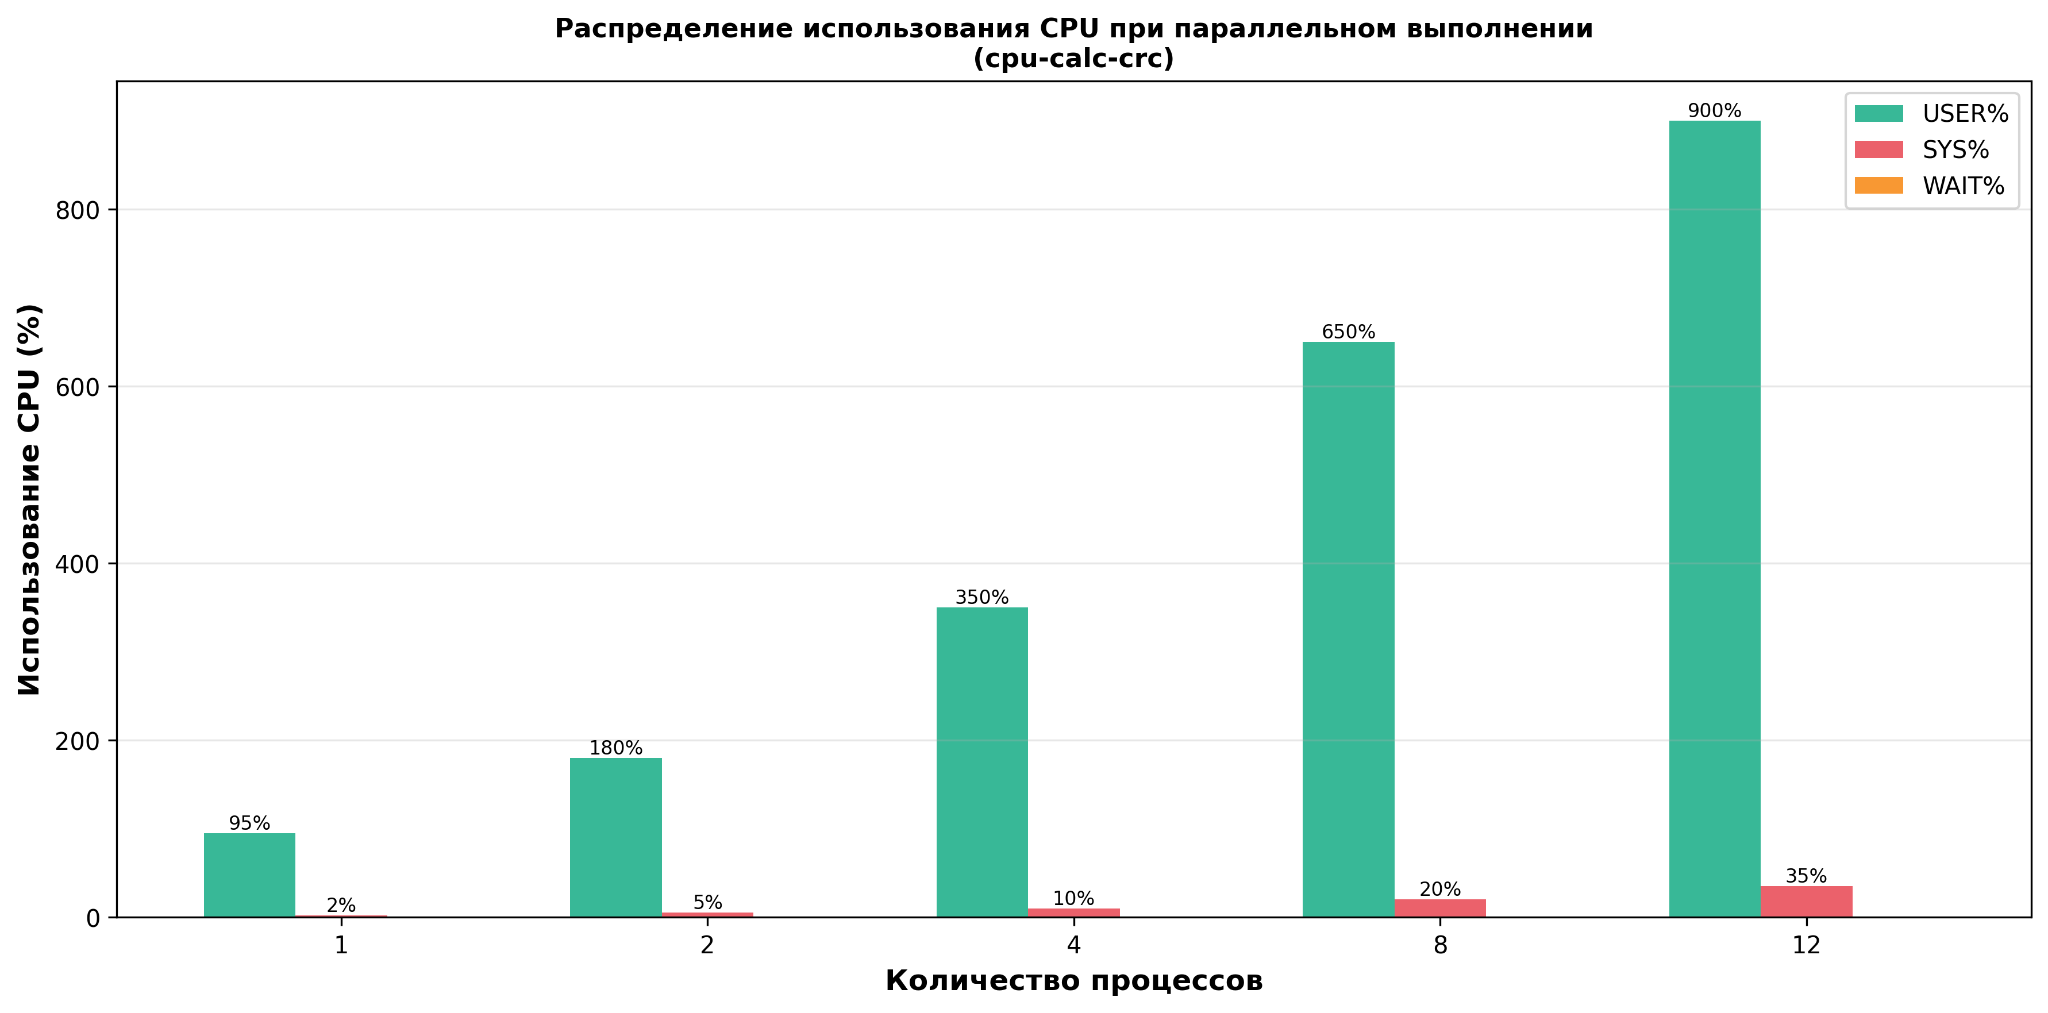 Распределение использования CPU при параллельном выполнении
(cpu-calc-crc)
USER%
SYS%
WAIT%
Использование CPU (%)
800
600
400
200
0
95%
2%
180%
5%
350%
10%
650%
20%
900%
35%
1
2
4
8
12
Количество процессов